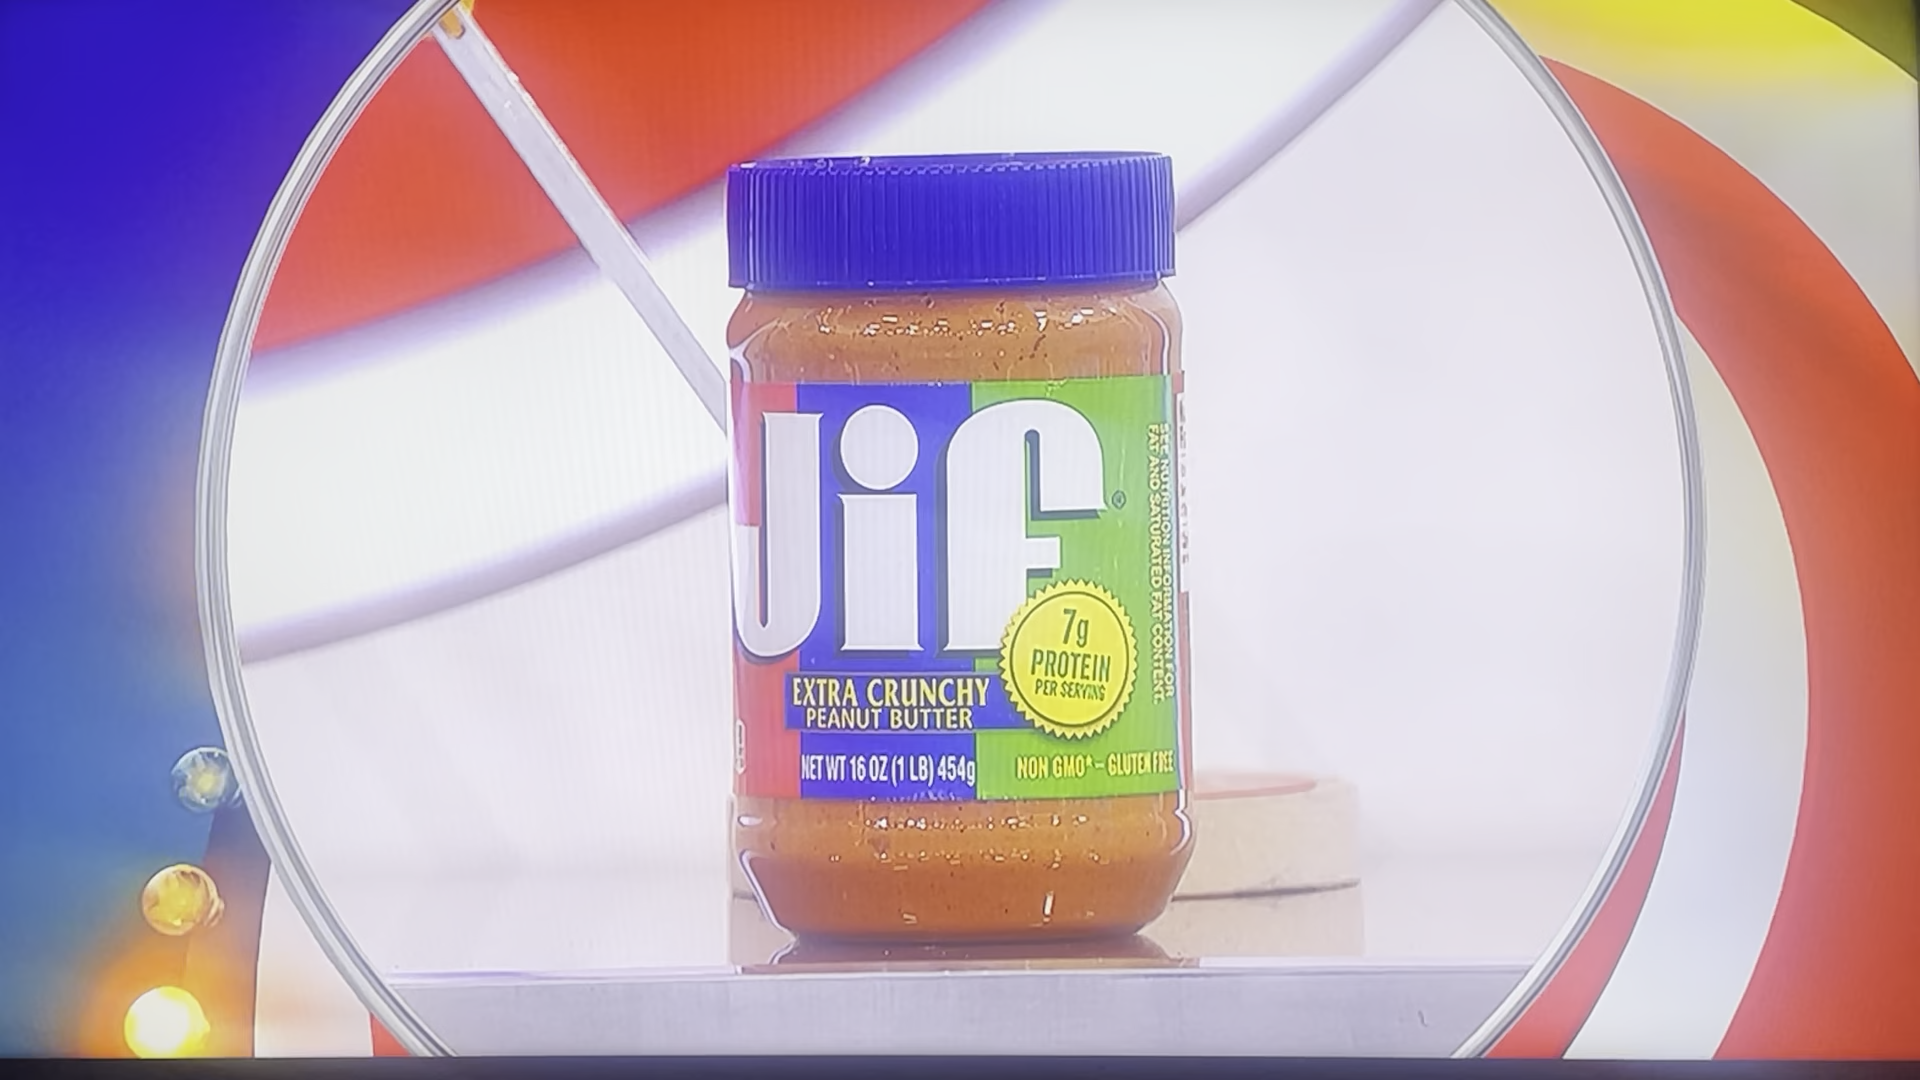 Jif®
7g
PROTEIN
PER SERVING
EXTRA CRUNCHY
PEANUT BUTTER
NET WT 16 OZ (1 LB) 454g
NON GMO* – GLUTEN FREE
SEE NUTRITION INFORMATION FOR
FAT AND SATURATED FAT CONTENT.